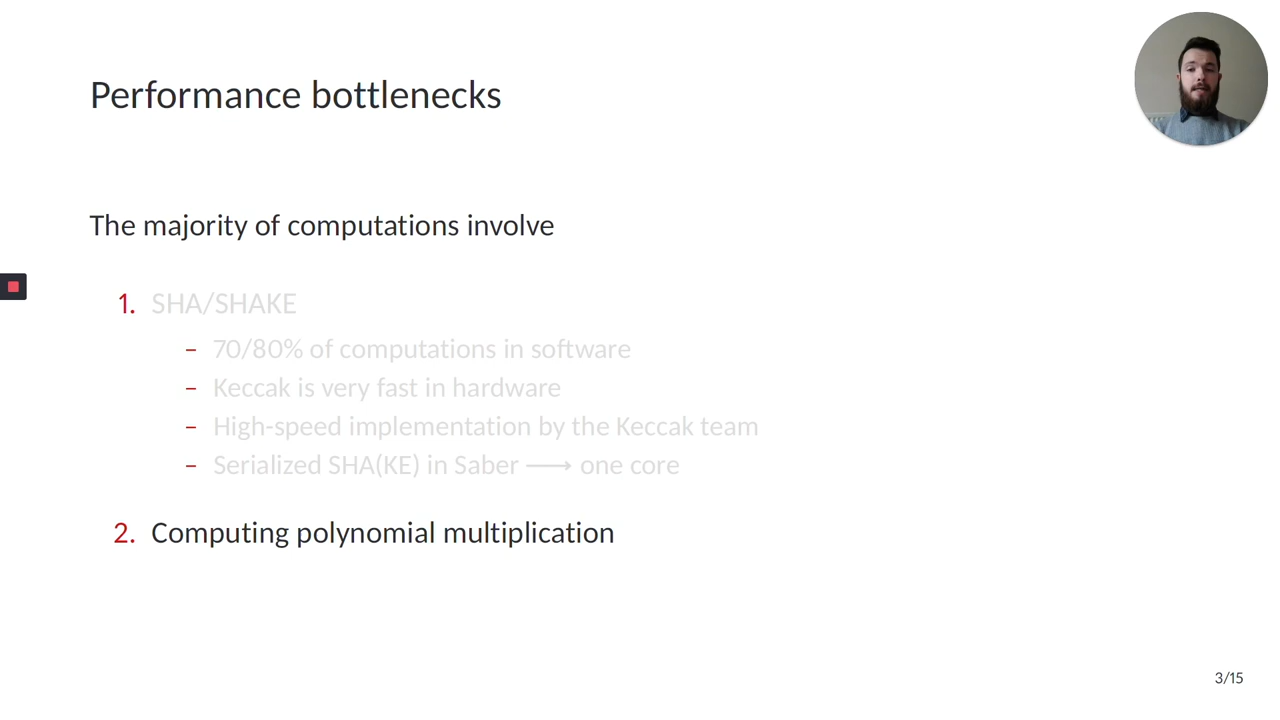 Performance bottlenecks
The majority of computations involve
1. SHA/SHAKE
– 70/80% of computations in software
– Keccak is very fast in hardware
– High-speed implementation by the Keccak team
– Serialized SHA(KE) in Saber ⟶ one core
2. Computing polynomial multiplication
3/15